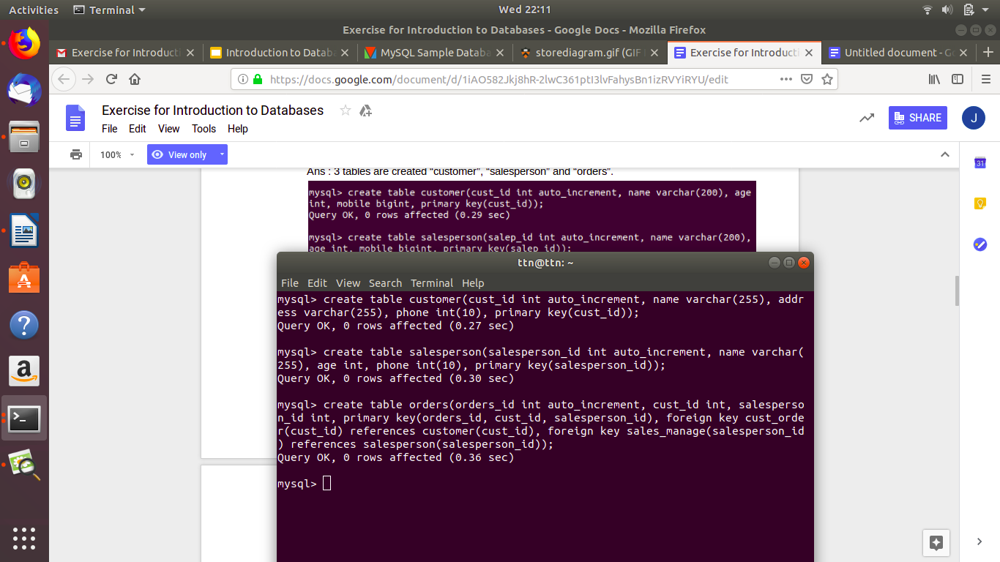 Activities
Terminal
Wed 22:11
Exercise for Introduction to Databases - Google Docs - Mozilla Firefox
Exercise for Introducti
Introduction to Datab
MySQL Sample Datab
storediagram.gif (GIF
Exercise for Introducti
Untitled document - G
https://docs.google.com/document/d/1iAO582Jkj8hR-2lwC361ptI3lvFahysBn1izRVYiRYU/edit
Exercise for Introduction to Databases
File Edit View Tools Help
SHARE
J
100%
View only
31
Ans : 3 tables are created “customer”, “salesperson” and “orders”.
mysql> create table customer(cust_id int auto_increment, name varchar(200), age
int, mobile bigint, primary key(cust_id));
Query OK, 0 rows affected (0.29 sec)
mysql> create table salesperson(salep_id int auto_increment, name varchar(200),
age int, mobile bigint, primary key(salep_id));
ttn@ttn: ~
File Edit View Search Terminal Help
mysql> create table customer(cust_id int auto_increment, name varchar(255), addr
ess varchar(255), phone int(10), primary key(cust_id));
Query OK, 0 rows affected (0.27 sec)
mysql> create table salesperson(salesperson_id int auto_increment, name varchar(
255), age int, phone int(10), primary key(salesperson_id));
Query OK, 0 rows affected (0.30 sec)
mysql> create table orders(orders_id int auto_increment, cust_id int, salesperso
n_id int, primary key(orders_id, cust_id, salesperson_id), foreign key cust_orde
r(cust_id) references customer(cust_id), foreign key sales_manage(salesperson_id
) references salesperson(salesperson_id));
Query OK, 0 rows affected (0.36 sec)
mysql>